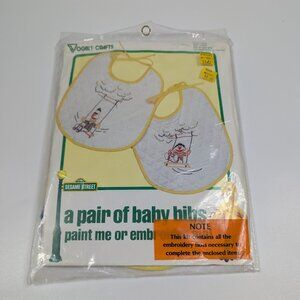 VOGART CRAFTS
SESAME STREET
a pair of baby bibs
paint me or embro
NOTE
This kit contains all the
embroidery floss necessary to
complete the enclosed item